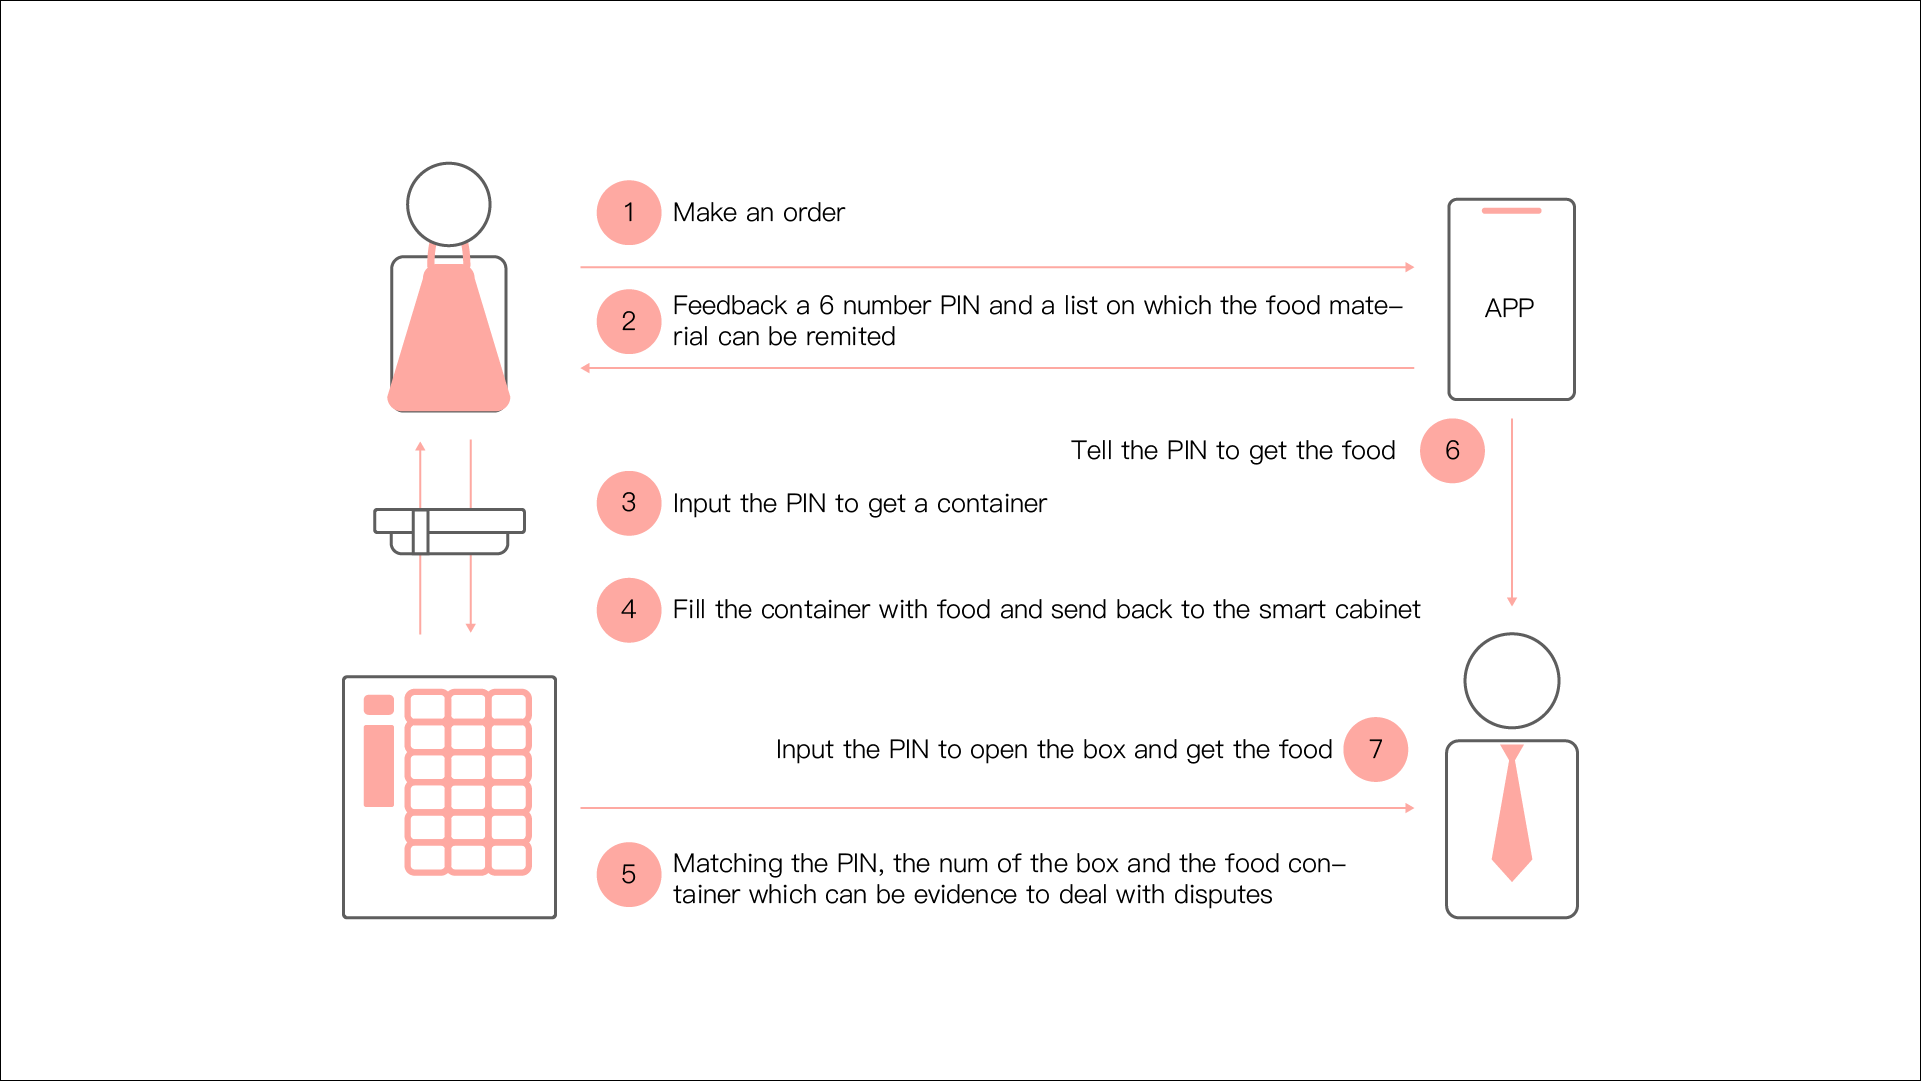 1 Make an order
2 Feedback a 6 number PIN and a list on which the food mate-
rial can be remited
APP
Tell the PIN to get the food 6
3 Input the PIN to get a container
4 Fill the container with food and send back to the smart cabinet
Input the PIN to open the box and get the food 7
5 Matching the PIN, the num of the box and the food con-
tainer which can be evidence to deal with disputes